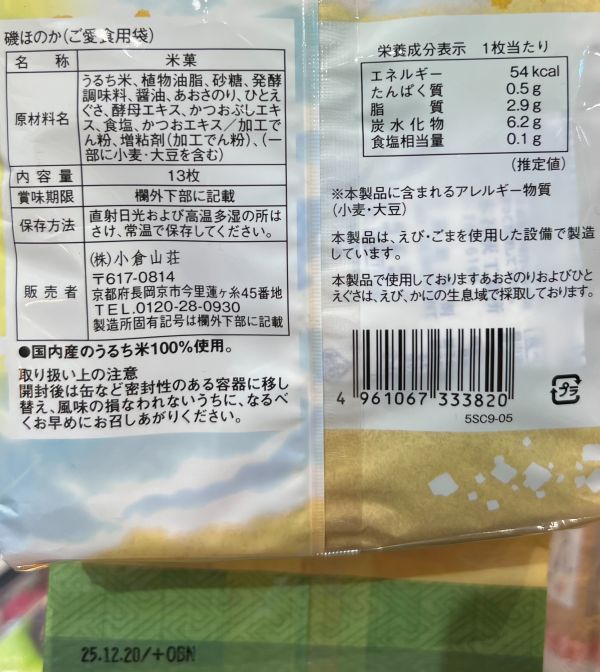 磯ほのか(ご愛食用袋)
名 称 米菓
原材料名 うるち米、植物油脂、砂糖、発酵
調味料、醤油、あおさのり、ひとえ
ぐさ、酵母エキス、かつおぶしエキ
ス、食塩、かつおエキス/加工で
ん粉、増粘剤(加工でん粉)、(一
部に小麦・大豆を含む)
内容量 13枚
賞味期限 欄外下部に記載
保存方法 直射日光および高温多湿の所は
さけ、常温で保存してください。
販売者 (株)小倉山荘
〒617-0814
京都府長岡京市今里蓮ヶ糸45番地
TEL.0120-28-0930
製造所固有記号は欄外下部に記載
●国内産のうるち米100%使用。
取り扱い上の注意
開封後は缶など密封性のある容器に移し
替え、風味の損なわれないうちに、なるべ
くお早めにお召しあがりください。
栄養成分表示 1枚当たり
エネルギー 54kcal
たんぱく質 0.5g
脂質 2.9g
炭水化物 6.2g
食塩相当量 0.1g
(推定値)
※本製品に含まれるアレルギー物質
(小麦・大豆)
本製品は、えび・ごまを使用した設備で製造
しています。
本製品で使用しておりますあおさのりおよびひと
えぐさは、えび、かにの生息域で採取しております。
4 961067 333820
5SC9-05
プラ
25.12.20/+OBN